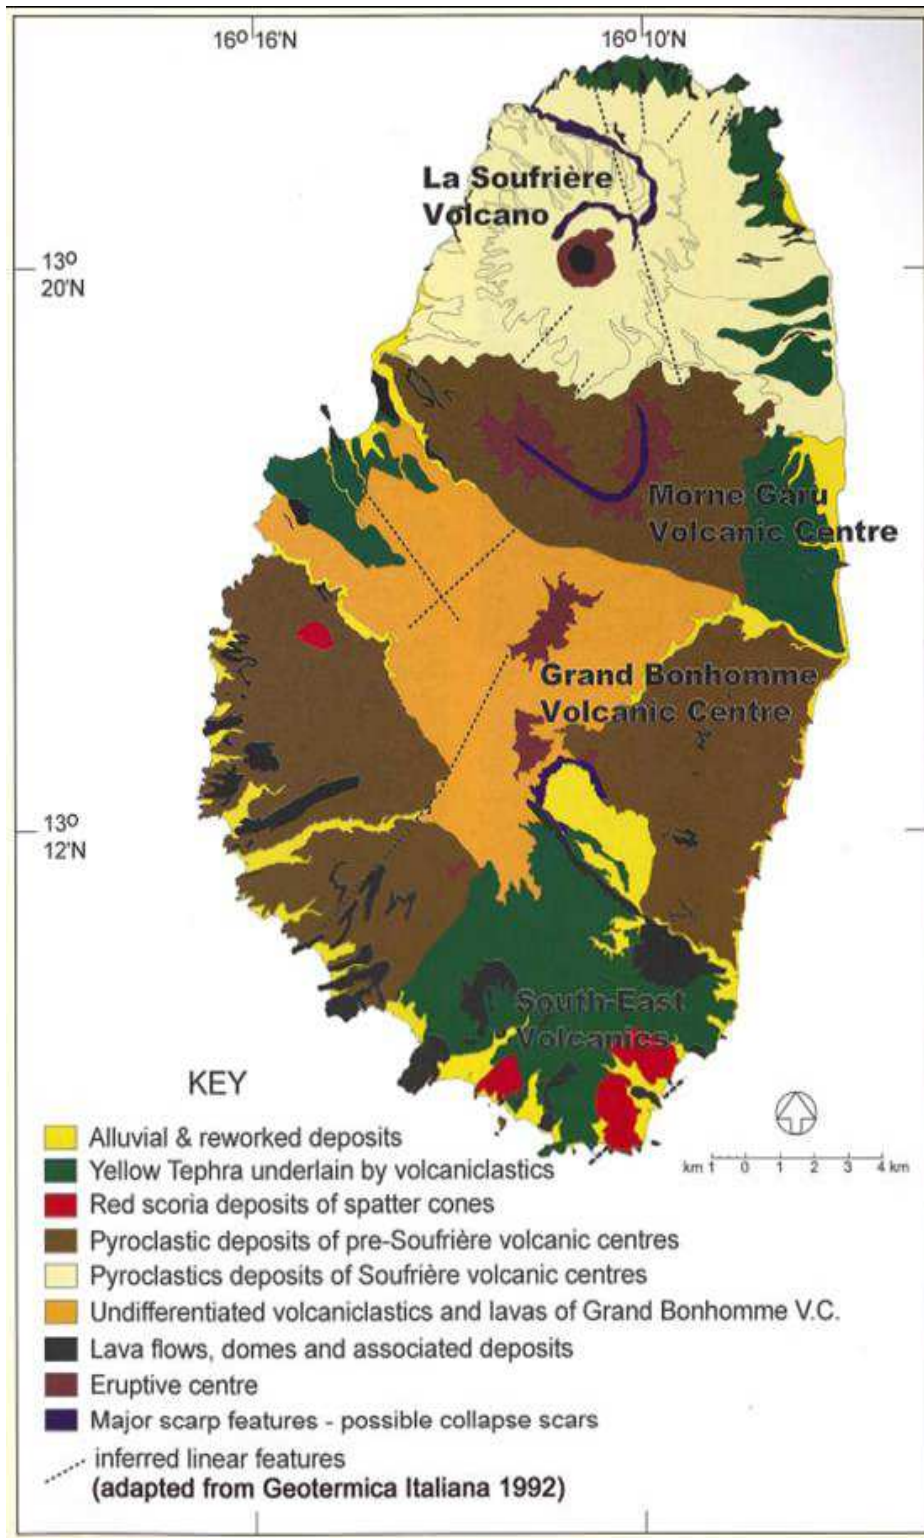 16º 16'N
16º 10'N
La Soufrière
Volcano
13º
20'N
Morne Garu
Volcanic Centre
Grand Bonhomme
Volcanic Centre
13º
12'N
South-East
Volcanics
KEY
Alluvial & reworked deposits
Yellow Tephra underlain by volcaniclastics
Red scoria deposits of spatter cones
Pyroclastic deposits of pre-Soufrière volcanic centres
Pyroclastics deposits of Soufrière volcanic centres
Undifferentiated volcaniclastics and lavas of Grand Bonhomme V.C.
Lava flows, domes and associated deposits
Eruptive centre
Major scarp features - possible collapse scars
inferred linear features
(adapted from Geotermica Italiana 1992)
km 1 0 1 2 3 4 km